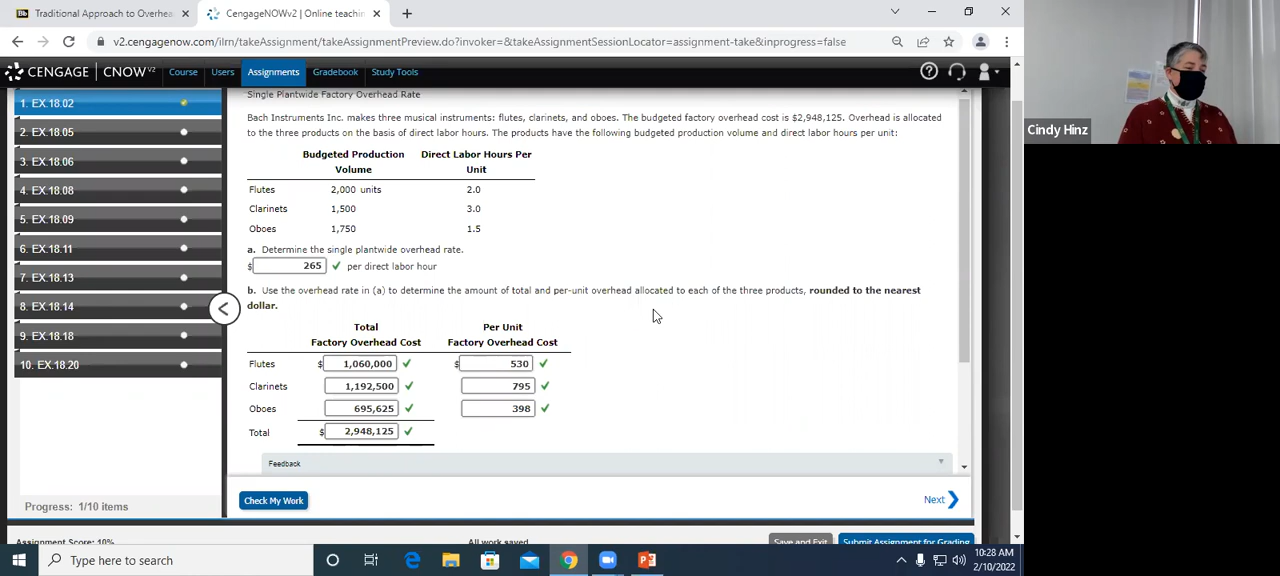 Traditional Approach to Overhea
CengageNOWv2 | Online teachin
v2.cengagenow.com/ilrn/takeAssignment/takeAssignmentPreview.do?invoker=&takeAssignmentSessionLocator=assignment-take&inprogress=false
CENGAGE | CNOWV2 Course Users Assignments Gradebook Study Tools
1. EX.18.02
2. EX.18.05
3. EX.18.06
4. EX.18.08
5. EX.18.09
6. EX.18.11
7. EX.18.13
8. EX.18.14
9. EX.18.18
10. EX.18.20
Progress: 1/10 items
Single Plantwide Factory Overhead Rate
Bach Instruments Inc. makes three musical instruments: flutes, clarinets, and oboes. The budgeted factory overhead cost is $2,948,125. Overhead is allocated
to the three products on the basis of direct labor hours. The products have the following budgeted production volume and direct labor hours per unit:
Budgeted Production Direct Labor Hours Per
Volume Unit
Flutes 2,000 units 2.0
Clarinets 1,500 3.0
Oboes 1,750 1.5
a. Determine the single plantwide overhead rate.
$ 265 per direct labor hour
b. Use the overhead rate in (a) to determine the amount of total and per-unit overhead allocated to each of the three products, rounded to the nearest
dollar.
Total Per Unit
Factory Overhead Cost Factory Overhead Cost
Flutes $ 1,060,000 $ 530
Clarinets 1,192,500 795
Oboes 695,625 398
Total $ 2,948,125
Feedback
Check My Work
Next
Assignment Score: 10% All work saved. Save and Exit Submit Assignment for Grading
Type here to search
10:28 AM
2/10/2022
Cindy Hinz